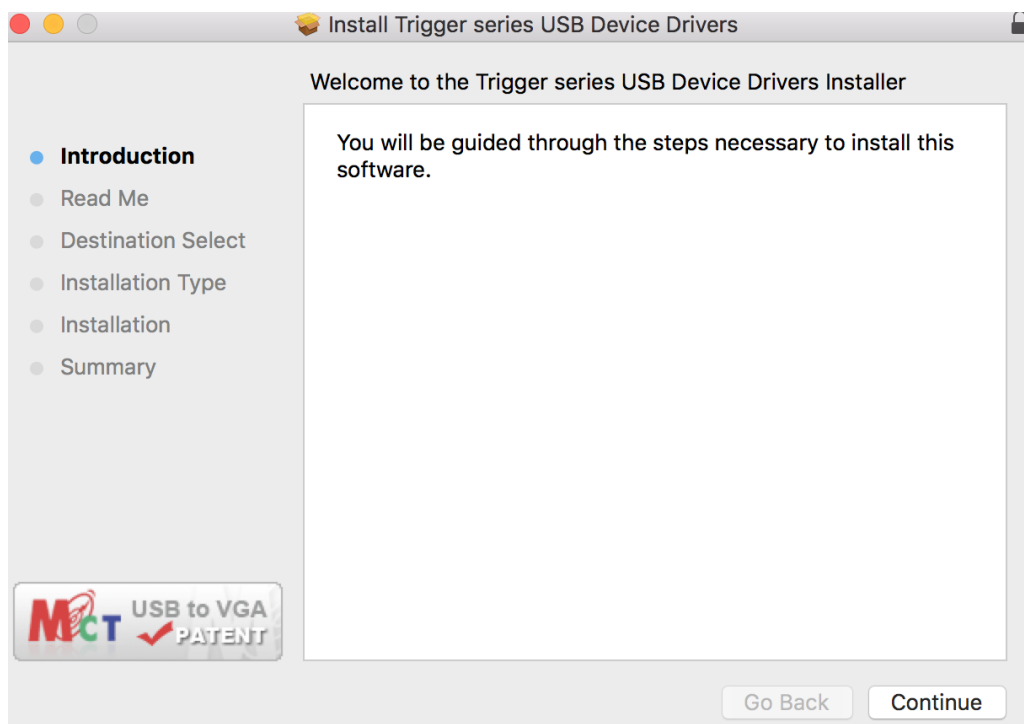 Install Trigger series USB Device Drivers
Welcome to the Trigger series USB Device Drivers Installer
You will be guided through the steps necessary to install this
software.
Introduction
Read Me
Destination Select
Installation Type
Installation
Summary
MCT USB to VGA
PATENT
Go Back
Continue